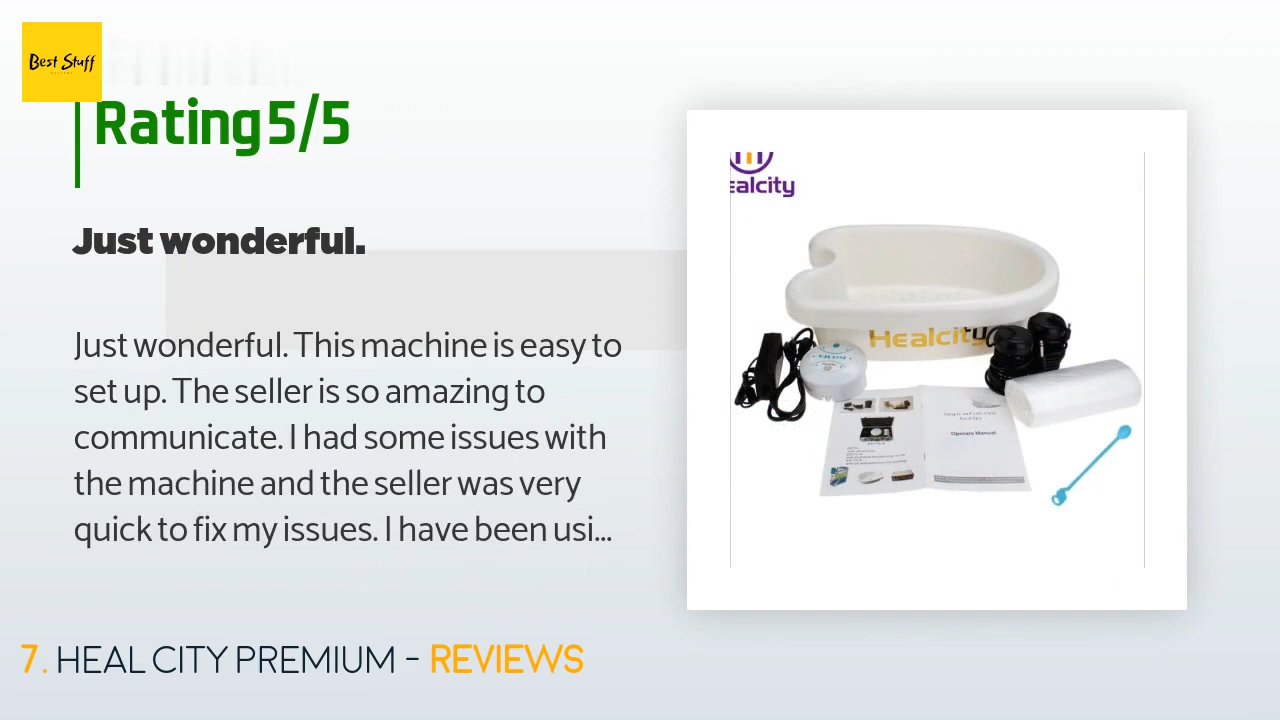 Best Stuff
Rating 5/5
Just wonderful.
Just wonderful. This machine is easy to
set up. The seller is so amazing to
communicate. I had some issues with
the machine and the seller was very
quick to fix my issues. I have been usi...
ealcity
Healcity
Operate Manual
7. HEAL CITY PREMIUM - REVIEWS